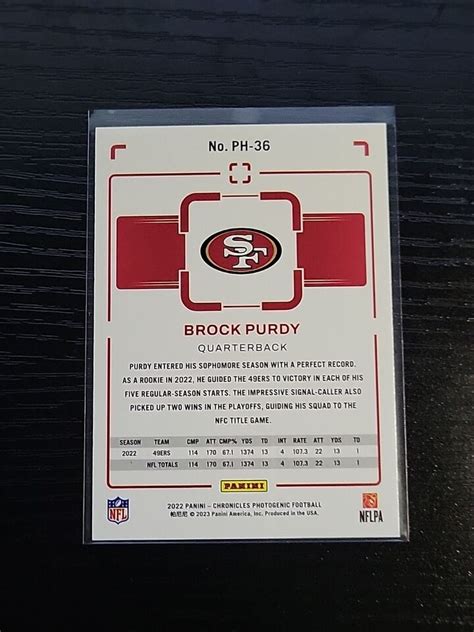 No. PH-36
SF
BROCK PURDY
QUARTERBACK
PURDY ENTERED HIS SOPHOMORE SEASON WITH A PERFECT RECORD.
AS A ROOKIE IN 2022, HE GUIDED THE 49ERS TO VICTORY IN EACH OF HIS
FIVE REGULAR-SEASON STARTS. THE IMPRESSIVE SIGNAL-CALLER ALSO
PICKED UP TWO WINS IN THE PLAYOFFS, GUIDING HIS SQUAD TO THE
NFC TITLE GAME.
SEASON TEAM CMP ATT CMP% YDS TD INT RATE ATT YDS TD
2022 49ERS 114 170 67.1 1374 13 4 107.3 22 13 1
NFL TOTALS 114 170 67.1 1374 13 4 107.3 22 13 1
PANINI
NFL
2022 PANINI – CHRONICLES PHOTOGENIC FOOTBALL
帕尼尼 © 2023 Panini America, Inc. Produced in the USA.
NFLPA